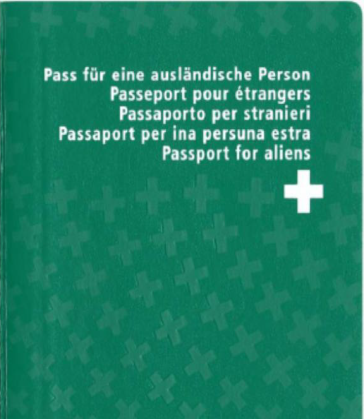 Pass für eine ausländische Person
Passeport pour étrangers
Passaporto per stranieri
Passaport per ina persuna estra
Passport for aliens